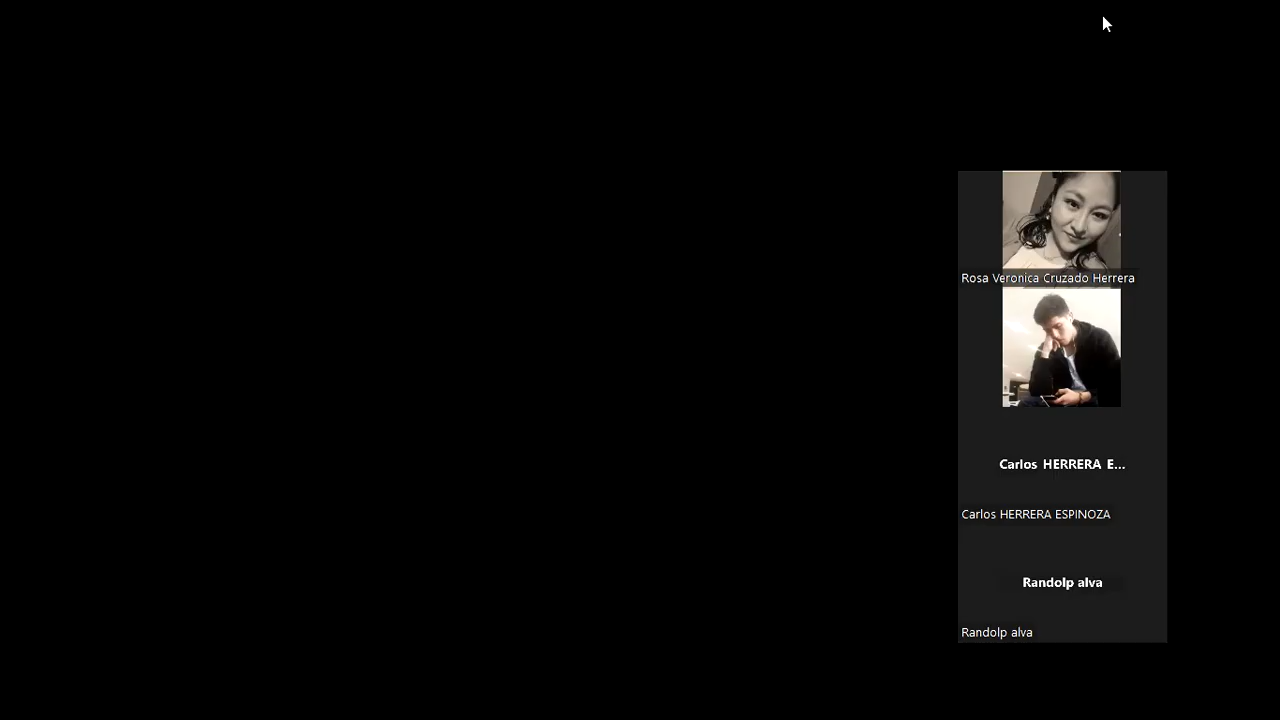 Rosa Veronica Cruzado Herrera
Carlos HERRERA E...
Carlos HERRERA ESPINOZA
Randolp alva
Randolp alva